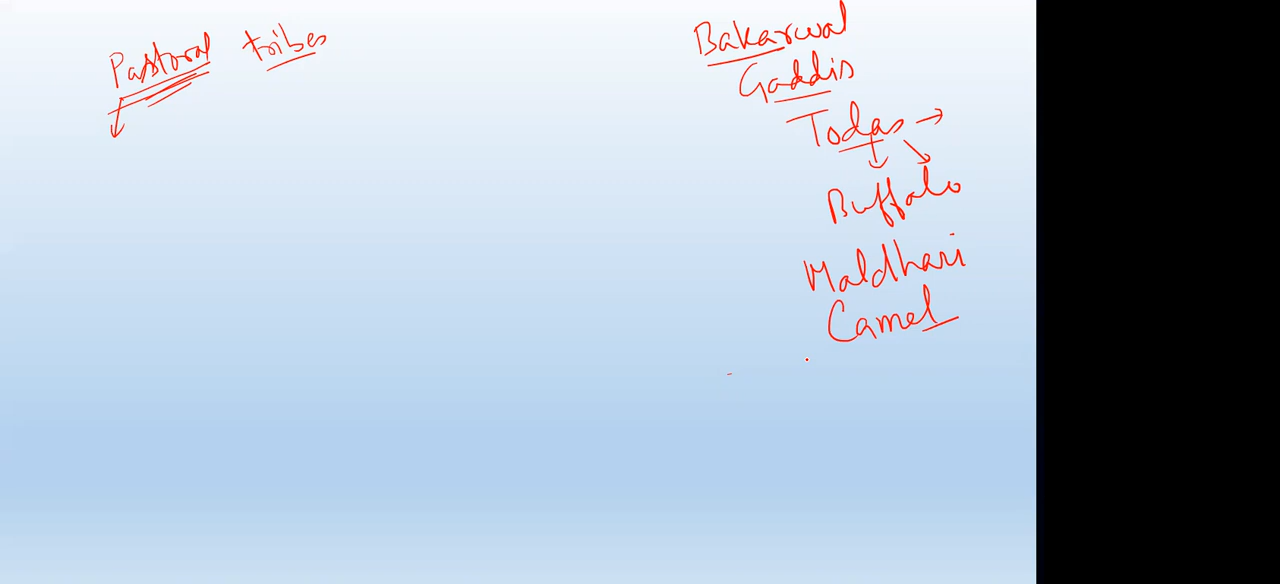 Pastoral tribes
Bakarwal
Gaddis
Todas →
Buffalo
Maldhari
Camel